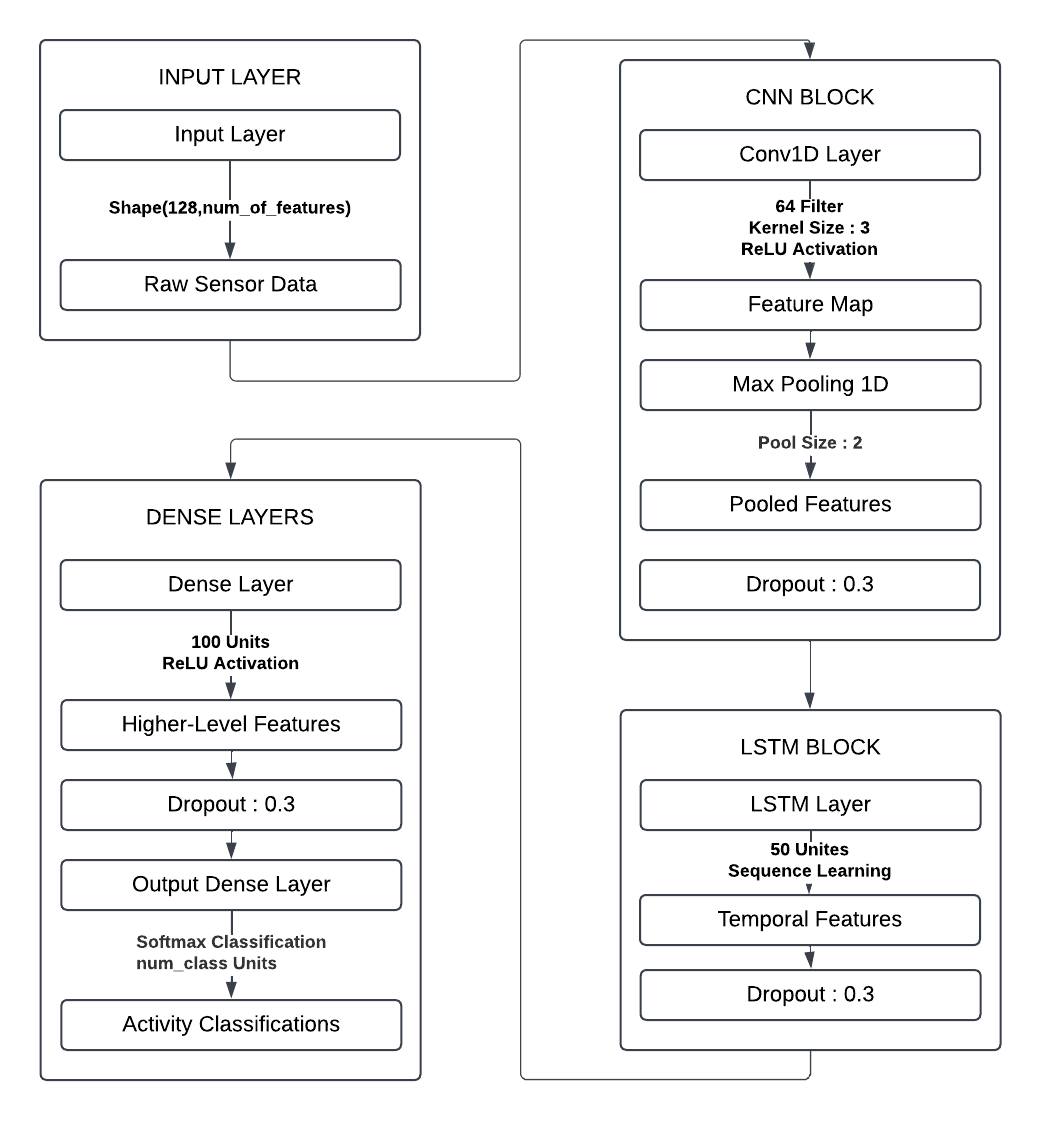 INPUT LAYER
Input Layer
Shape(128,num_of_features)
Raw Sensor Data
CNN BLOCK
Conv1D Layer
64 Filter
Kernel Size : 3
ReLU Activation
Feature Map
Max Pooling 1D
Pool Size : 2
Pooled Features
Dropout : 0.3
LSTM BLOCK
LSTM Layer
50 Unites
Sequence Learning
Temporal Features
Dropout : 0.3
DENSE LAYERS
Dense Layer
100 Units
ReLU Activation
Higher-Level Features
Dropout : 0.3
Output Dense Layer
Softmax Classification
num_class Units
Activity Classifications